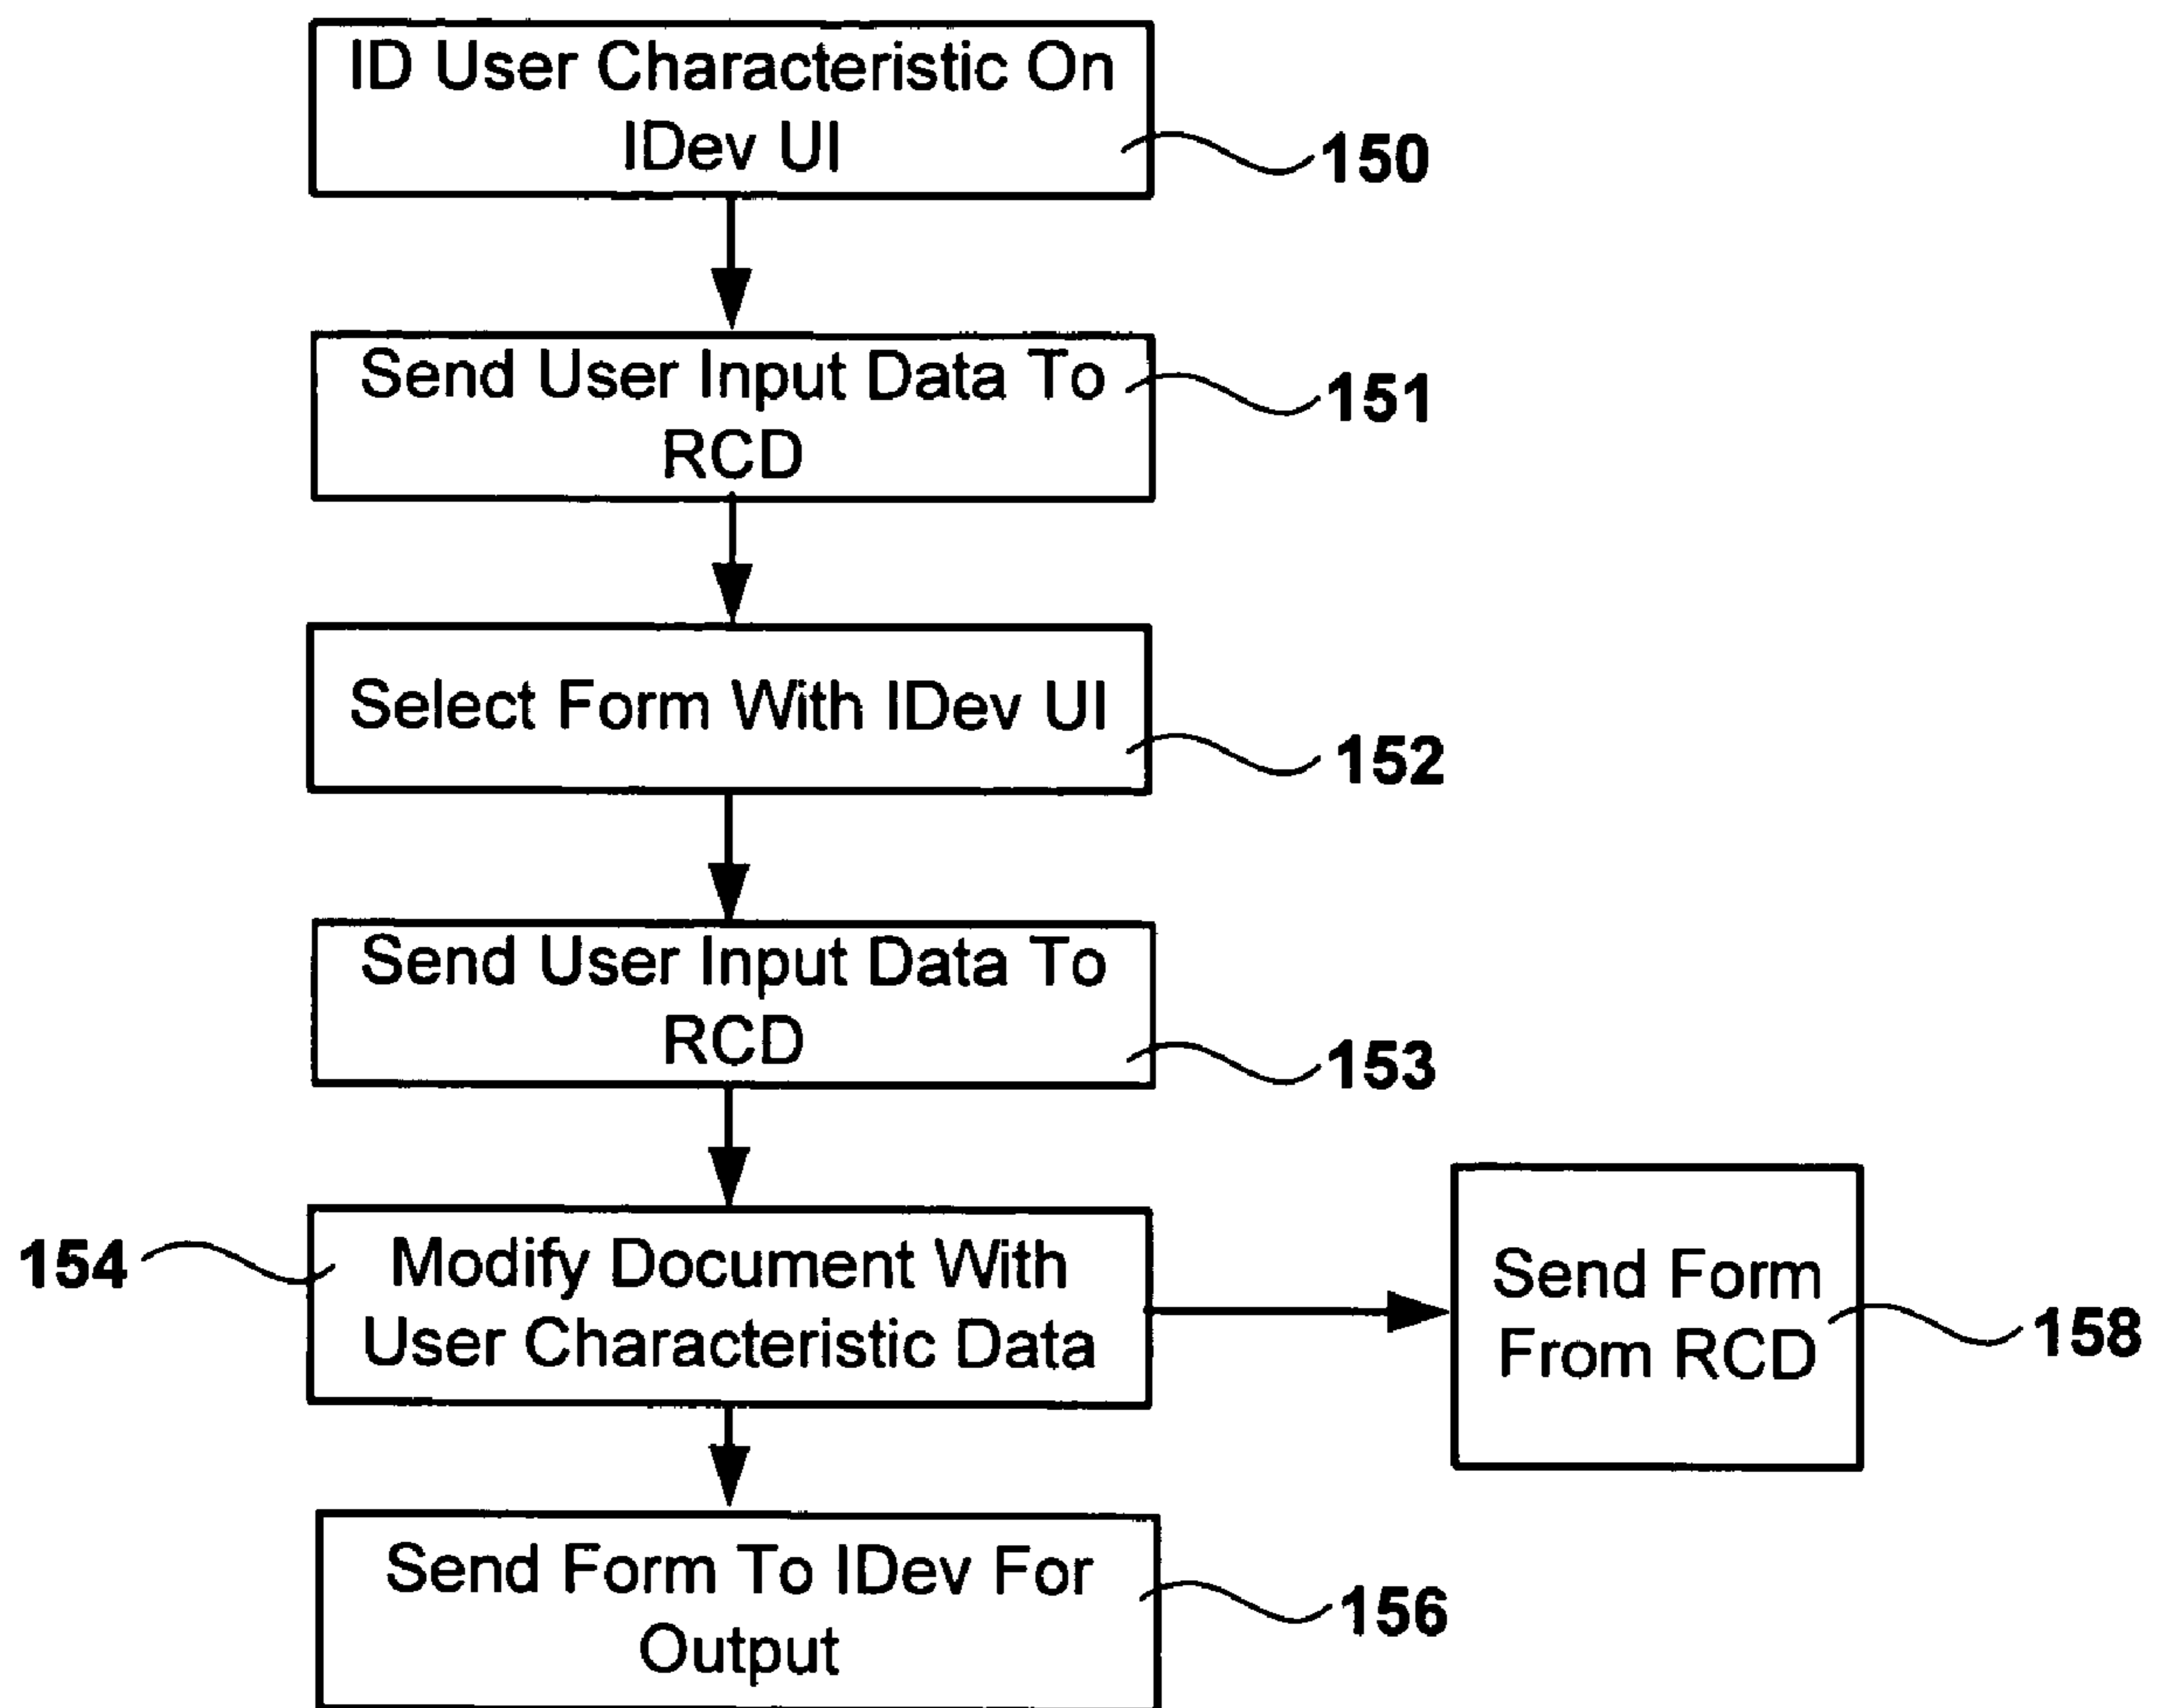 ID User Characteristic On
IDev UI
150
Send User Input Data To
RCD
151
Select Form With IDev UI
152
Send User Input Data To
RCD
153
154
Modify Document With
User Characteristic Data
Send Form
From RCD
158
Send Form To IDev For
Output
156